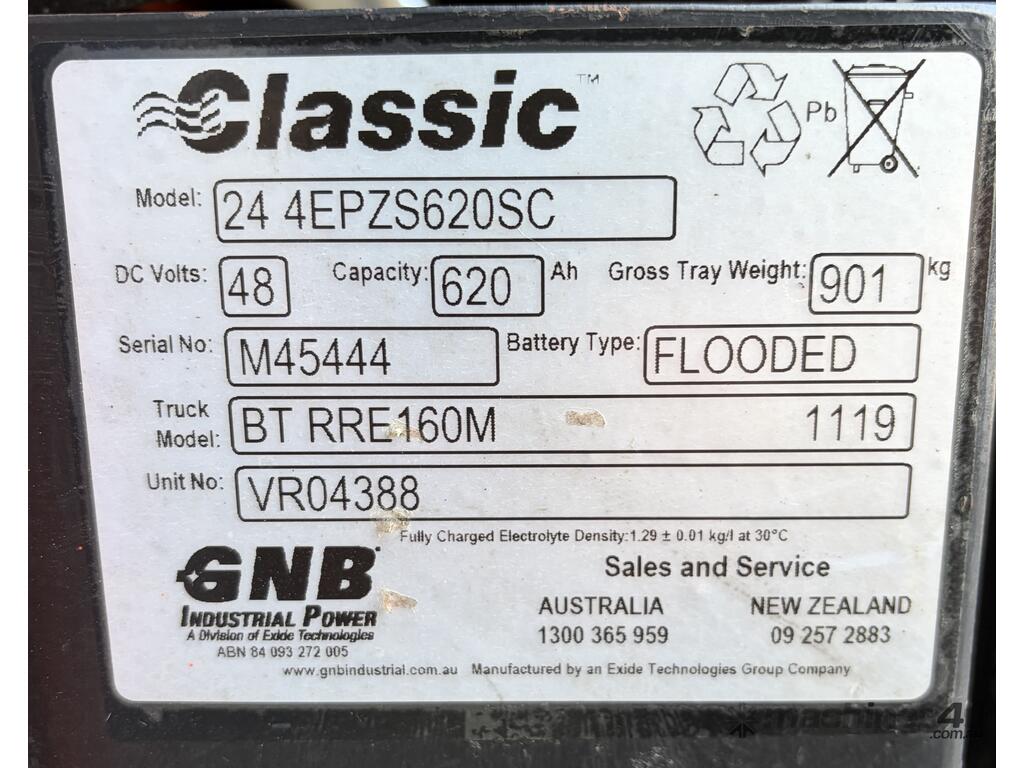 Classic™
Pb
Model: 24 4EPZS620SC
DC Volts: 48 Capacity: 620 Ah Gross Tray Weight: 901 kg
Serial No: M45444 Battery Type: FLOODED
Truck Model: BT RRE160M 1119
Unit No: VR04388
Fully Charged Electrolyte Density:1.29 ± 0.01 kg/l at 30°C
GNB
INDUSTRIAL POWER
A Division of Exide Technologies
ABN 84 093 272 005
Sales and Service
AUSTRALIA NEW ZEALAND
1300 365 959 09 257 2883
www.gnbindustrial.com.au Manufactured by an Exide Technologies Group Company
machines4u
.com.au